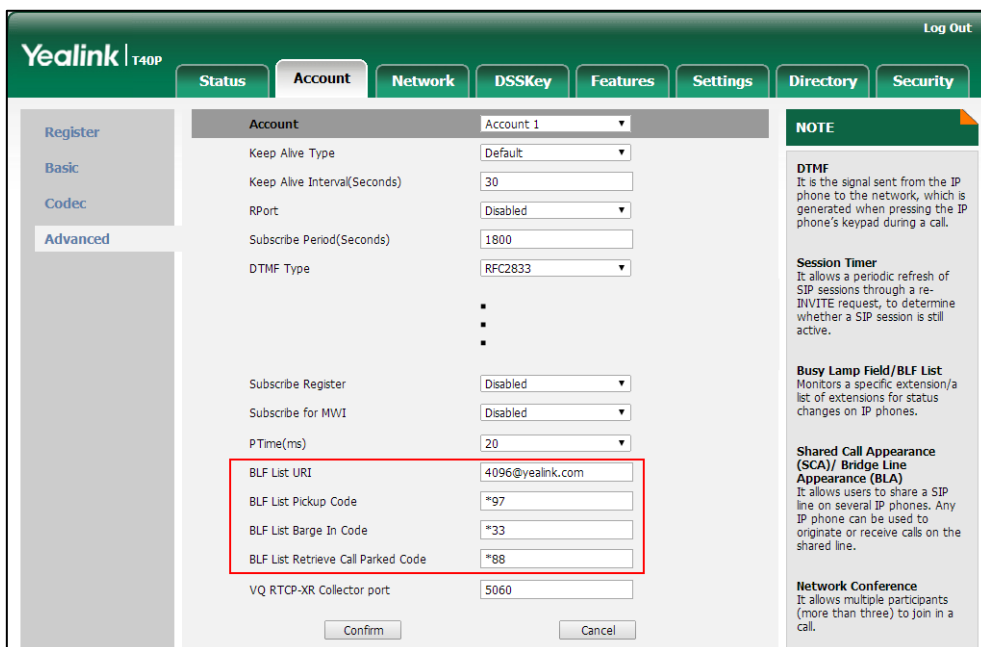 Log Out
Yealink | T40P
Status Account Network DSSKey Features Settings Directory Security
Register
Basic
Codec
Advanced
Account Account 1
Keep Alive Type Default
Keep Alive Interval(Seconds) 30
RPort Disabled
Subscribe Period(Seconds) 1800
DTMF Type RFC2833
Subscribe Register Disabled
Subscribe for MWI Disabled
PTime(ms) 20
BLF List URI 4096@yealink.com
BLF List Pickup Code *97
BLF List Barge In Code *33
BLF List Retrieve Call Parked Code *88
VQ RTCP-XR Collector port 5060
Confirm Cancel
NOTE
DTMF
It is the signal sent from the IP
phone to the network, which is
generated when pressing the IP
phone's keypad during a call.
Session Timer
It allows a periodic refresh of
SIP sessions through a re-
INVITE request, to determine
whether a SIP session is still
active.
Busy Lamp Field/BLF List
Monitors a specific extension/a
list of extensions for status
changes on IP phones.
Shared Call Appearance
(SCA)/ Bridge Line
Appearance (BLA)
It allows users to share a SIP
line on several IP phones. Any
IP phone can be used to
originate or receive calls on the
shared line.
Network Conference
It allows multiple participants
(more than three) to join in a
call.